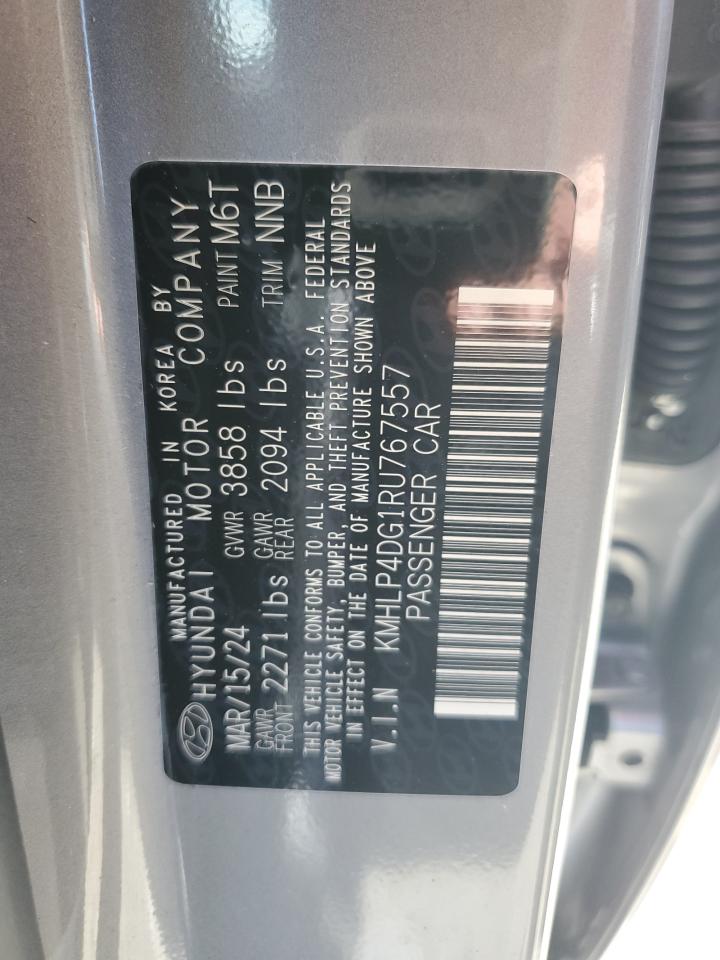 MANUFACTURED IN KOREA BY
HYUNDAI MOTOR COMPANY
MAR/15/24 GVWR 3858 lbs PAINT M6T
GAWR FRONT 2271 lbs GAWR REAR 2094 lbs TRIM NNB
THIS VEHICLE CONFORMS TO ALL APPLICABLE U.S.A. FEDERAL
MOTOR VEHICLE SAFETY, BUMPER, AND THEFT PREVENTION STANDARDS
IN EFFECT ON THE DATE OF MANUFACTURE SHOWN ABOVE
V.I.N KMHLP4DG1RU767557
PASSENGER CAR